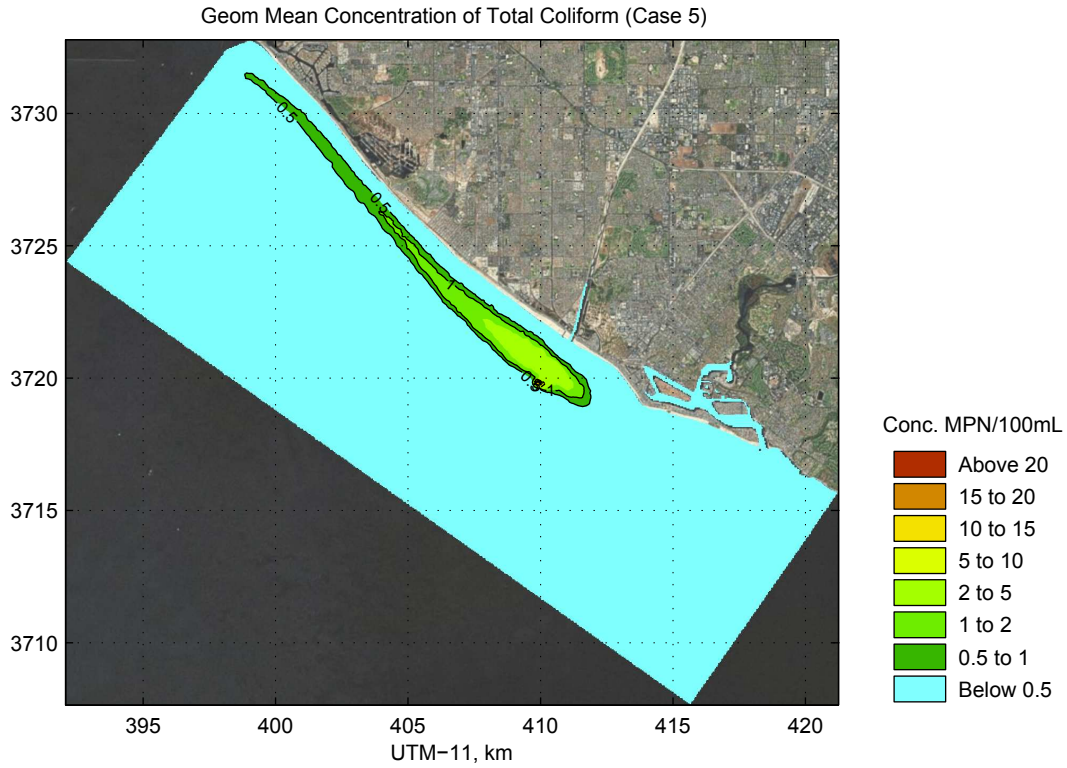 Geom Mean Concentration of Total Coliform (Case 5)
3730
3725
3720
3715
3710
0.5
0.5
1
1
395
400
405
410
415
420
UTM−11, km
Conc. MPN/100mL
Above 20
15 to 20
10 to 15
5 to 10
2 to 5
1 to 2
0.5 to 1
Below 0.5